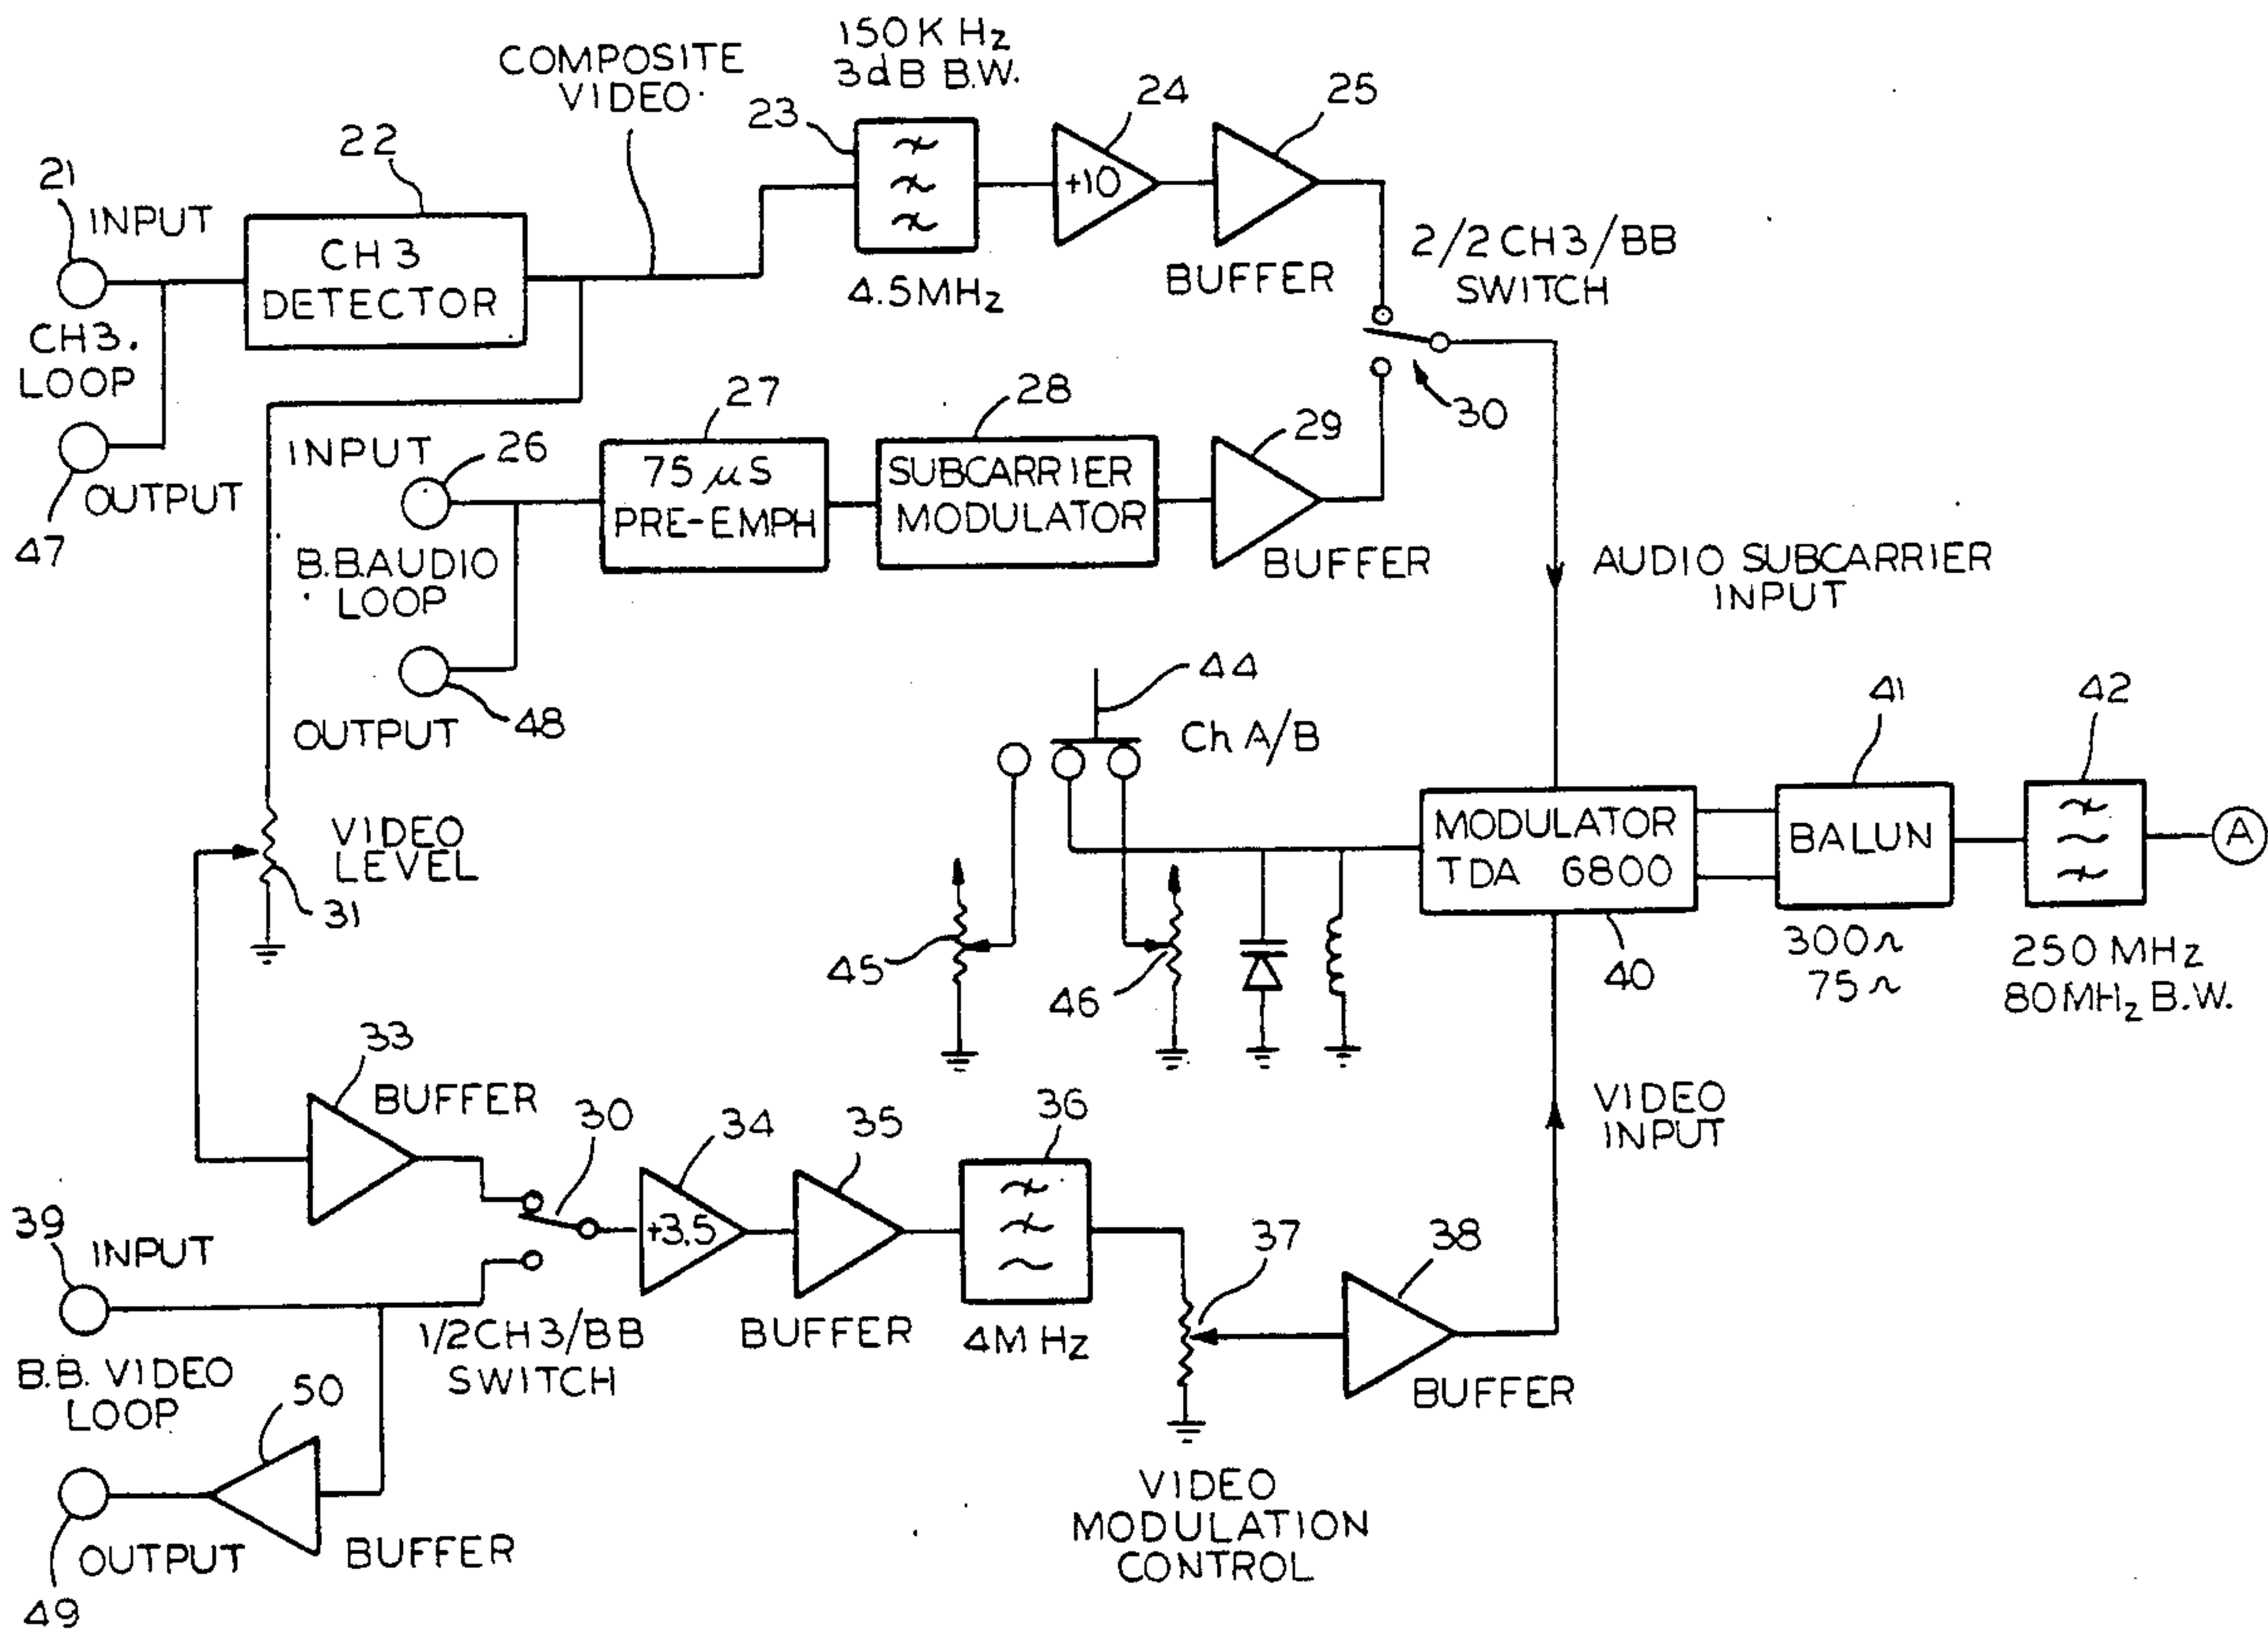 150K Hz
3dB B.W.
COMPOSITE
VIDEO
23
24
25
22
21
INPUT
CH 3
DETECTOR
+10
2/2 CH3/BB
SWITCH
BUFFER
4.5MHz
CH3.
LOOP
OUTPUT
47
INPUT
26
27
28
29
30
75 μS
PRE-EMPH
SUBCARRIER
MODULATOR
BUFFER
B.B.AUDIO
LOOP
AUDIO SUBCARRIER
INPUT
OUTPUT
48
44
Ch A/B
41
42
VIDEO
LEVEL
31
MODULATOR
TDA 6800
BALUN
A
45
46
40
300Ω
75Ω
250 MHz
80MHz B.W.
33
BUFFER
30
34
35
36
VIDEO
INPUT
39
INPUT
+3.5
37
38
1/2CH3/BB
SWITCH
BUFFER
4M Hz
BUFFER
B.B. VIDEO
LOOP
50
VIDEO
MODULATION
CONTROL
OUTPUT
BUFFER
49